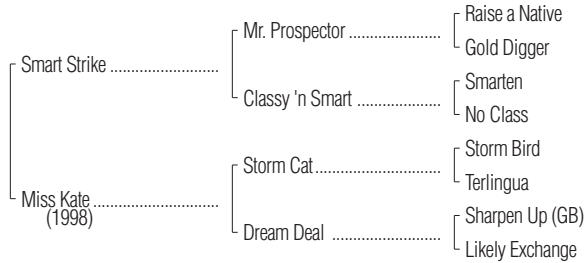 Raise a Native
Mr. Prospector ....................
Gold Digger
Smart Strike ........................
Smarten
Classy 'n Smart ..................
No Class
Storm Bird
Storm Cat ...........................
Terlingua
Miss Kate ............................
(1998)
Sharpen Up (GB)
Dream Deal .......................
Likely Exchange